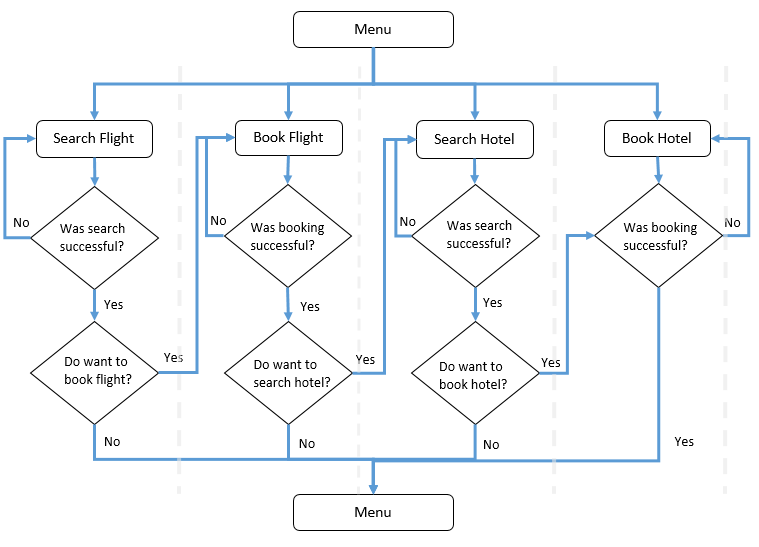 Menu
Search Flight
Book Flight
Search Hotel
Book Hotel
No
Was search
successful?
No
Was booking
successful?
No
Was search
successful?
No
Was booking
successful?
Yes
Yes
Yes
Do want to
book flight?
Yes
Do want to
search hotel?
Yes
Do want to
book hotel?
Yes
No
No
No
Yes
Menu